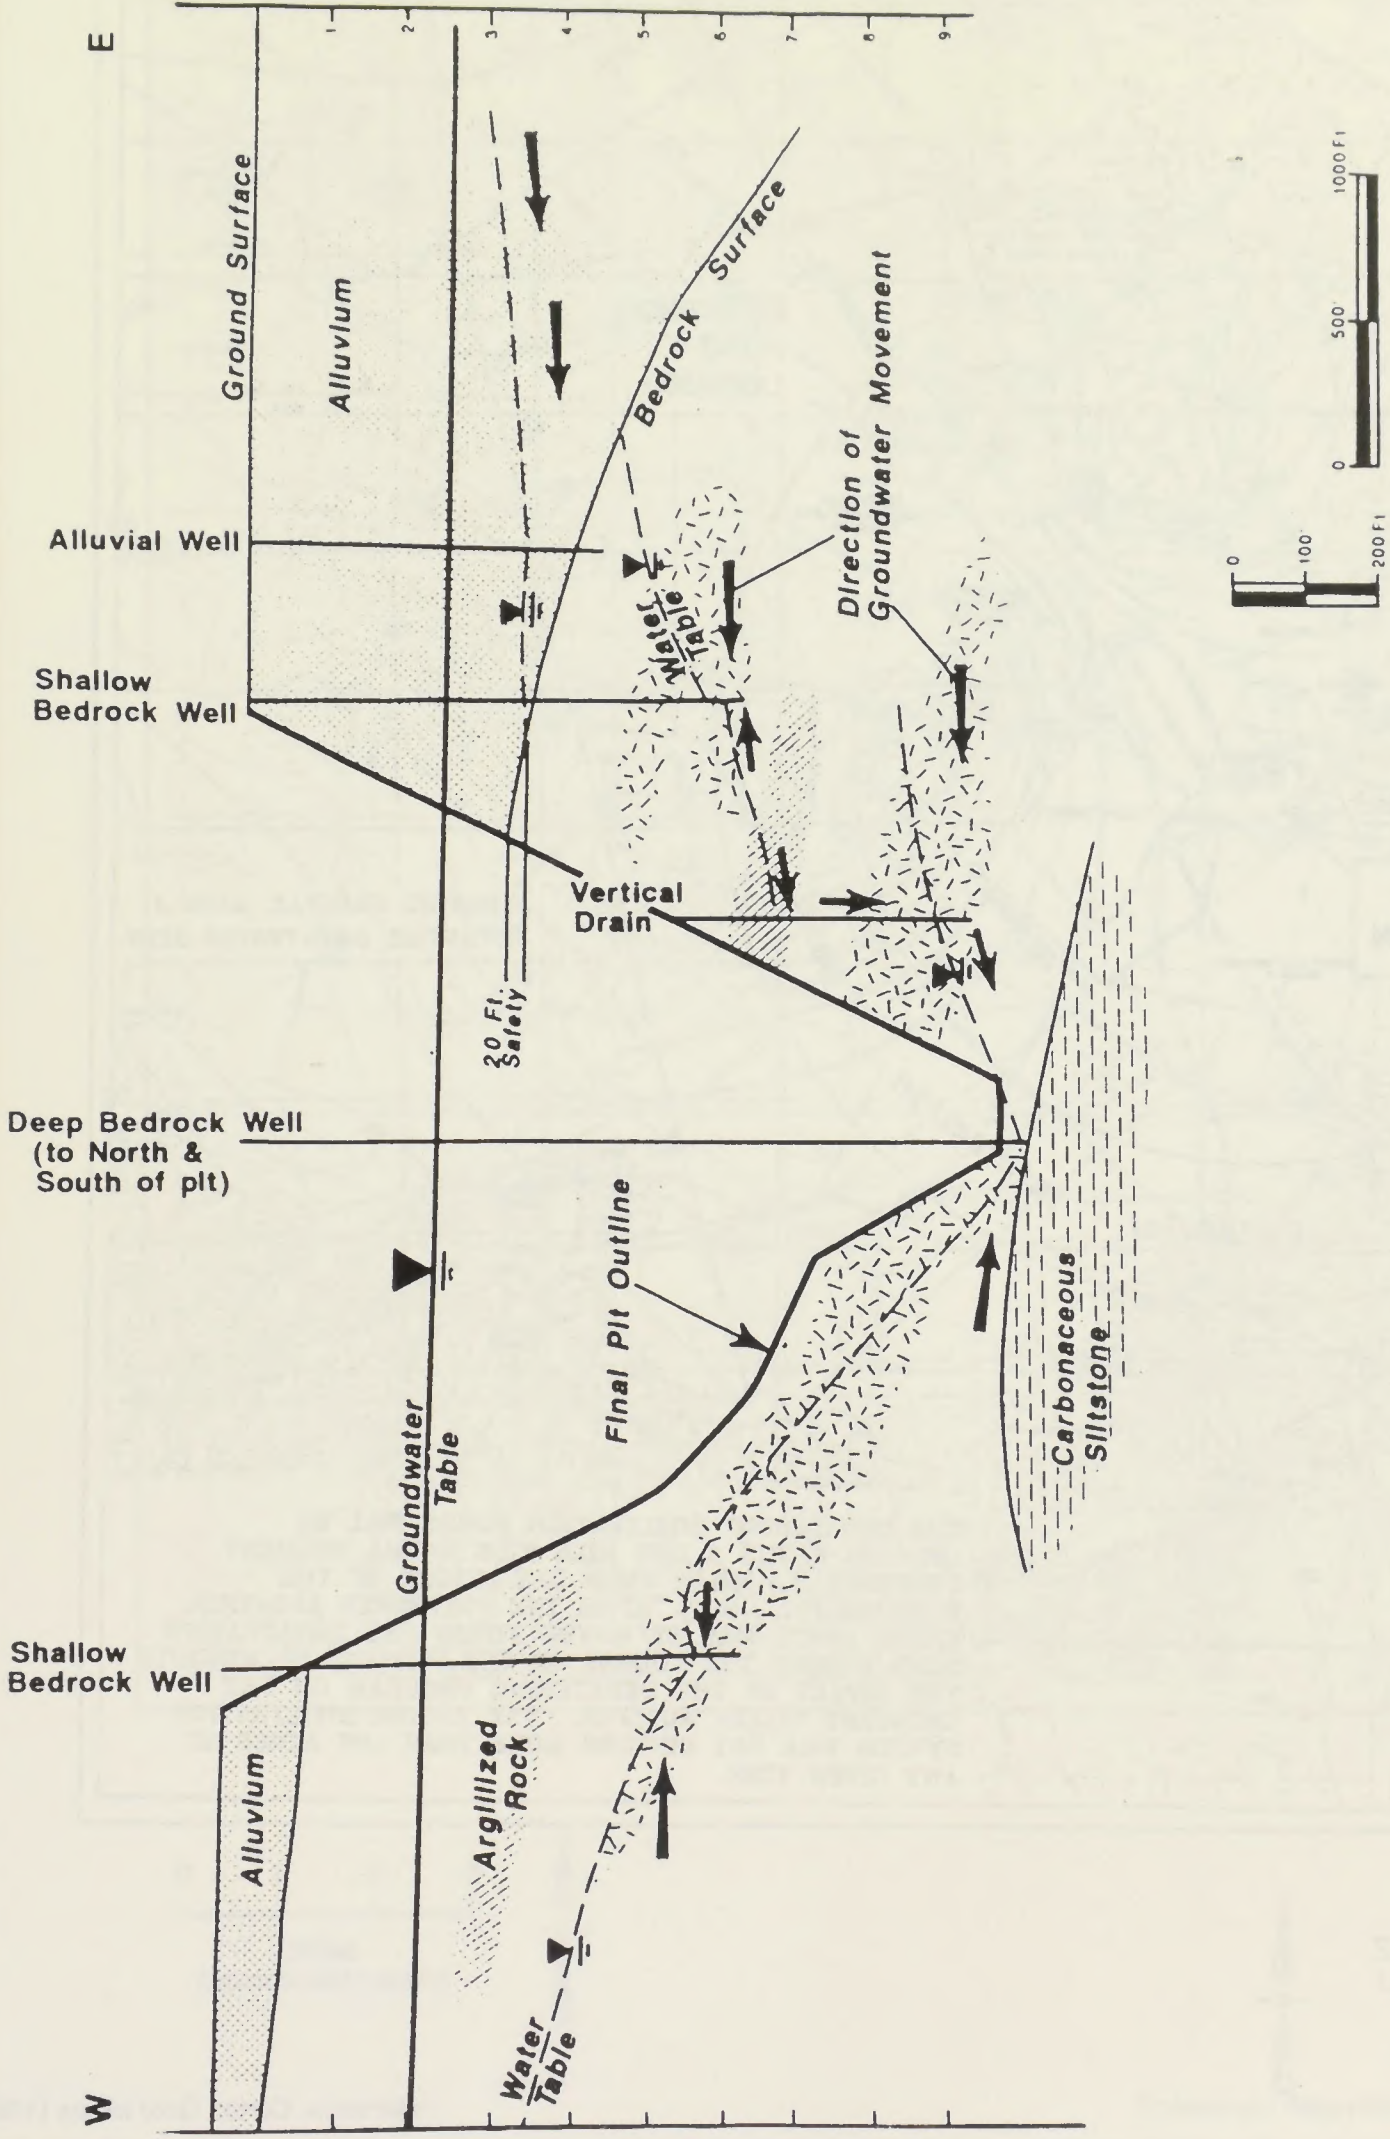 W
E
Alluvial Well
Shallow
Bedrock Well
Deep Bedrock Well
(to North &
South of pit)
Shallow
Bedrock Well
Ground Surface
Alluvium
1
2
3
4
5
6
7
8
9
Bedrock Surface
Water
Table
Direction of
Groundwater Movement
Vertical
Drain
20 Ft.
Safety
Final Pit Outline
Groundwater
Table
Alluvium
Argillized
Rock
Water
Table
Carbonaceous
Siltstone
0
500'
1000 Ft
0
100'
200 Ft